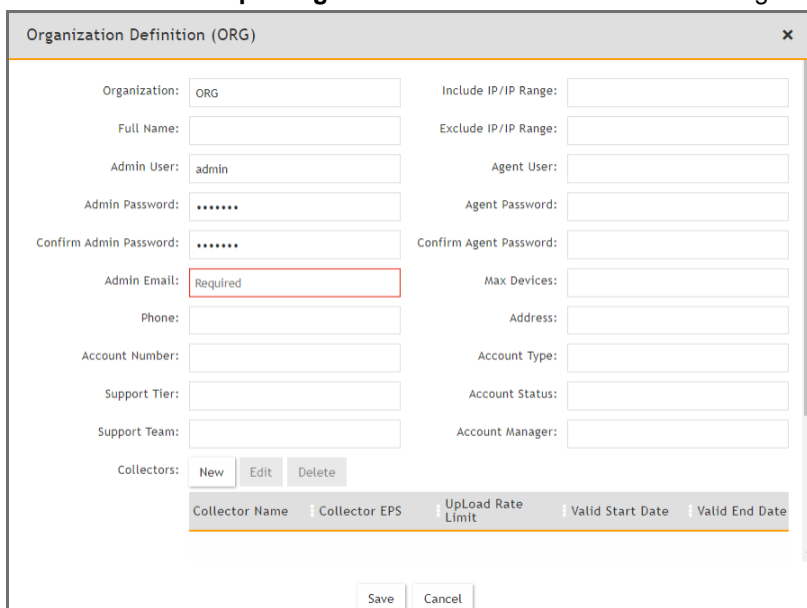 Organization Definition (ORG) ×
Organization: ORG Include IP/IP Range:
Full Name: Exclude IP/IP Range:
Admin User: admin Agent User:
Admin Password: ••••••• Agent Password:
Confirm Admin Password: ••••••• Confirm Agent Password:
Admin Email: Required Max Devices:
Phone: Address:
Account Number: Account Type:
Support Tier: Account Status:
Support Team: Account Manager:
Collectors: New Edit Delete
Collector Name Collector EPS UpLoad Rate Limit Valid Start Date Valid End Date
Save Cancel